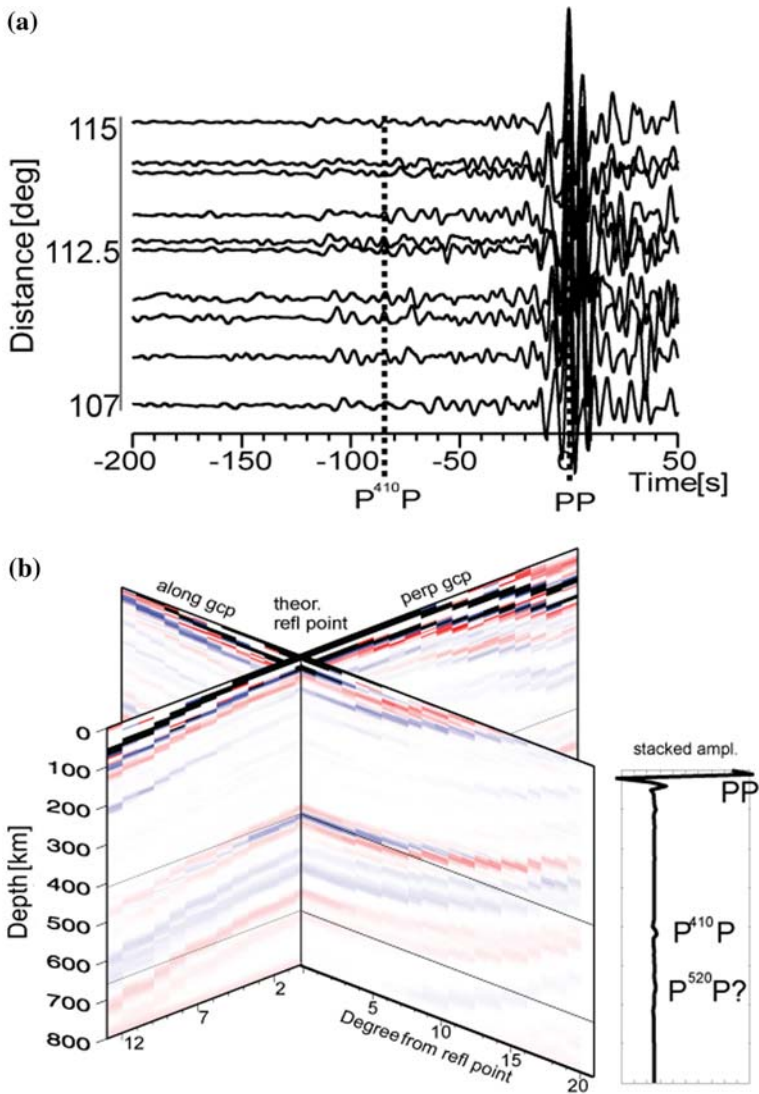 (a)
115
112.5
107
Distance [deg]
-200 -150 -100 -50 0 50
Time[s]
P⁴¹⁰P
PP
(b)
along gcp
theor.
refl point
perp gcp
0
100
200
300
400
500
600
700
800
Depth [km]
12 7 2
5 10 15 20
Degree from refl point
stacked ampl.
PP
P⁴¹⁰P
P⁵²⁰P?